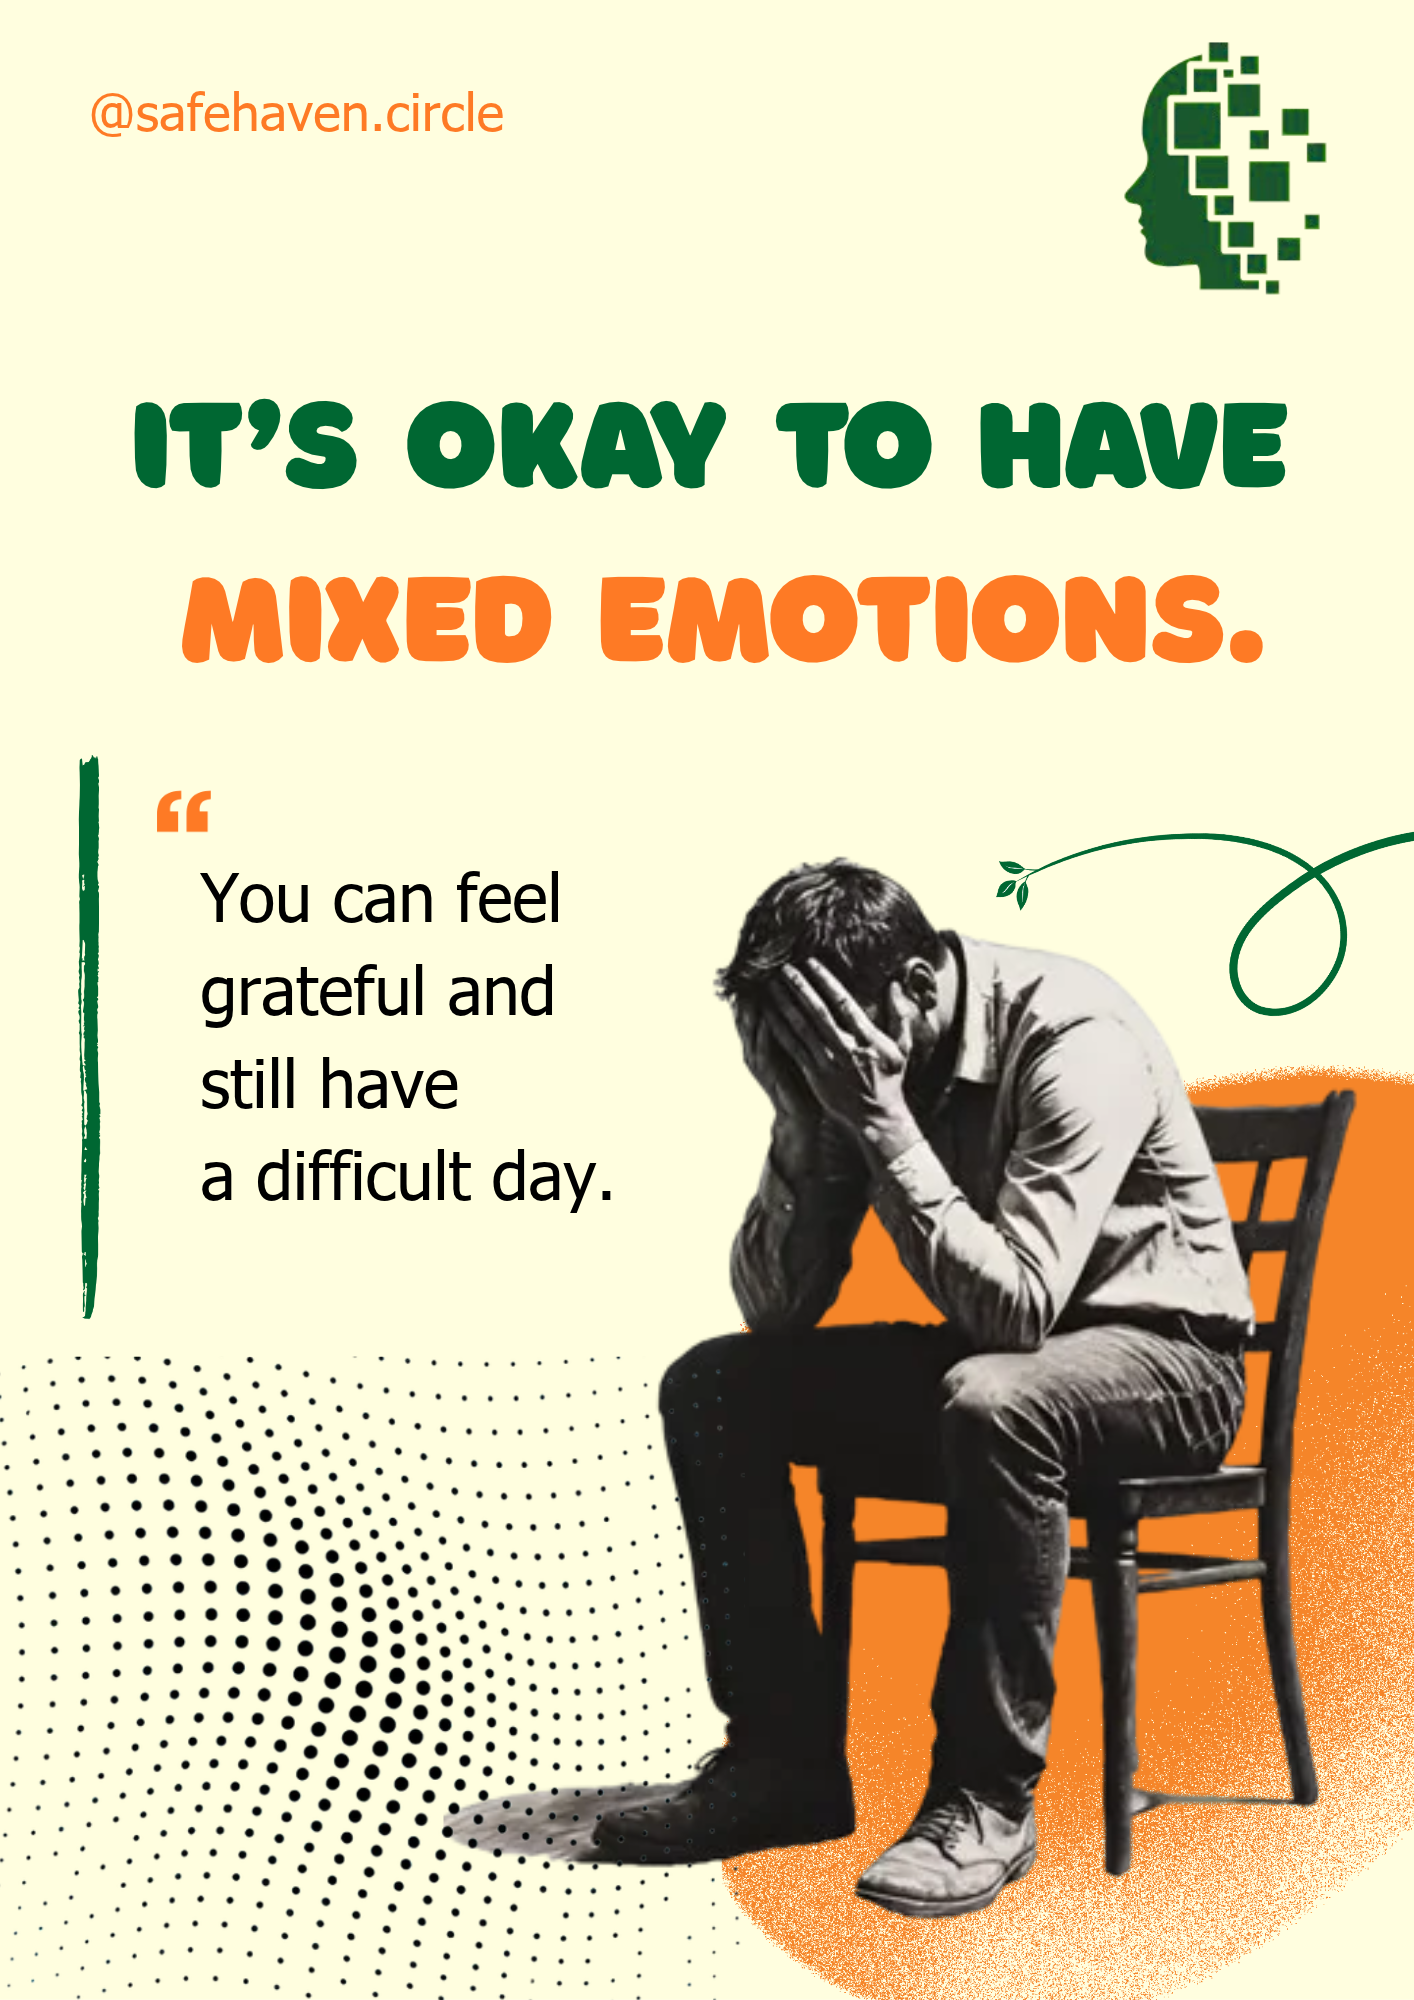 @safehaven.circle
IT’S OKAY TO HAVE
MIXED EMOTIONS.
“
You can feel
grateful and
still have
a difficult day.